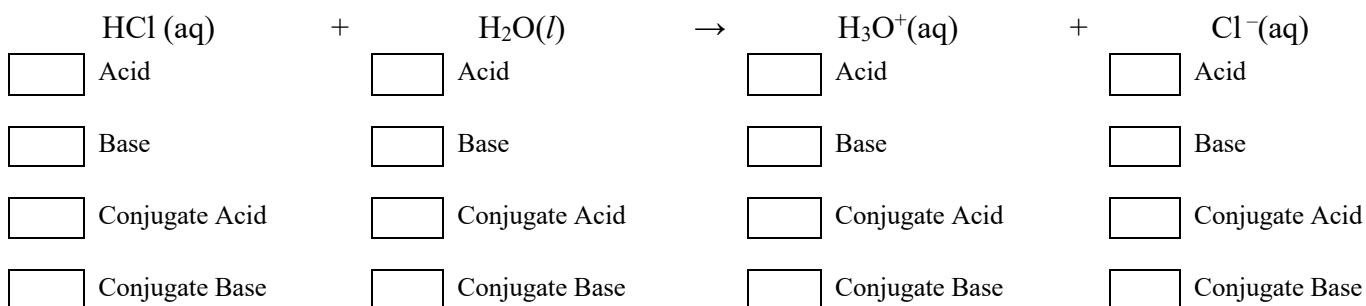 HCl (aq) + H₂O(l) → H₃O⁺(aq) + Cl⁻(aq)
Acid Acid Acid Acid
Base Base Base Base
Conjugate Acid Conjugate Acid Conjugate Acid Conjugate Acid
Conjugate Base Conjugate Base Conjugate Base Conjugate Base